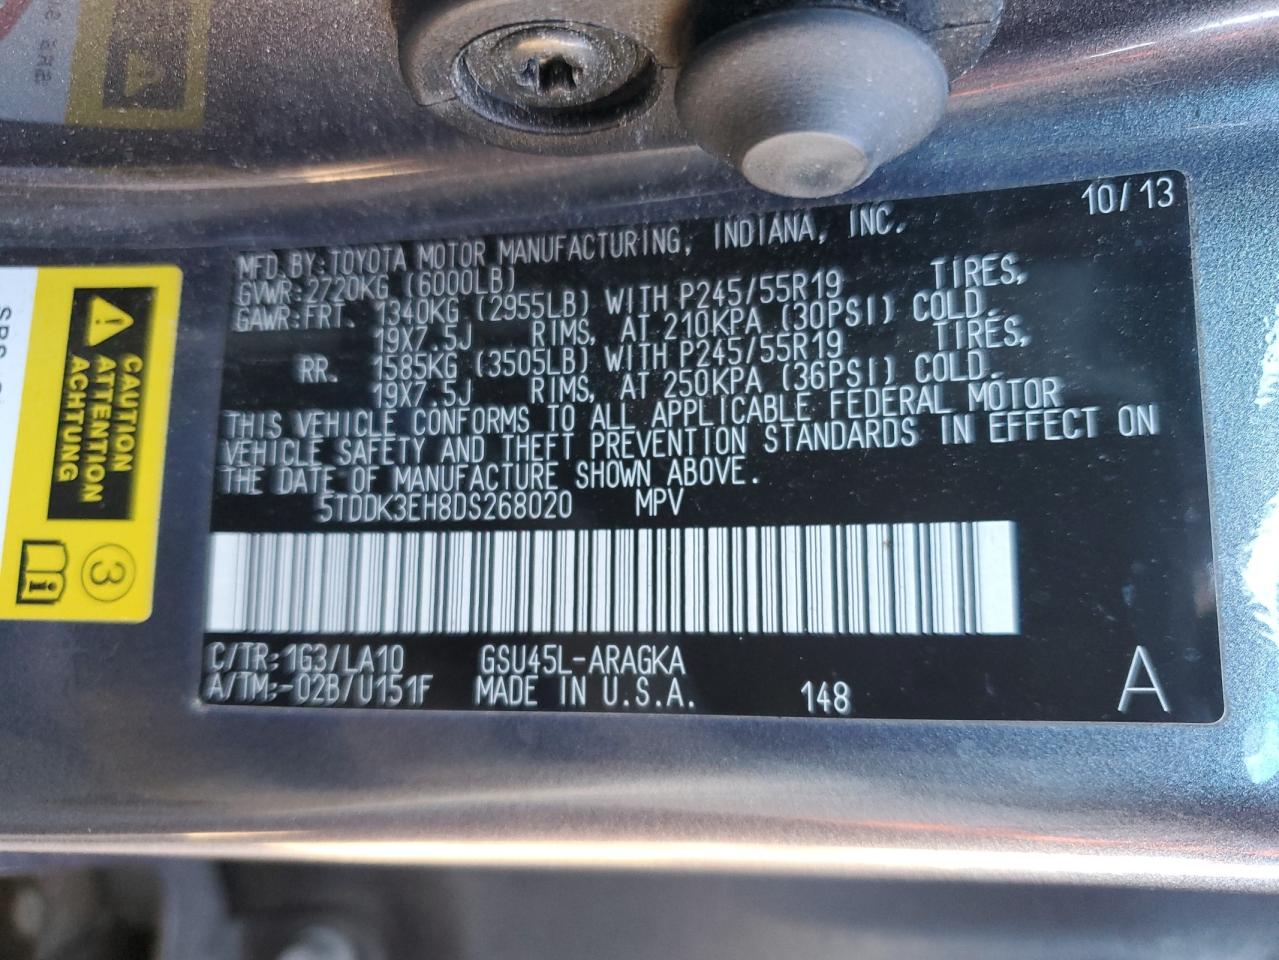 10/13
MFD.BY:TOYOTA MOTOR MANUFACTURING, INDIANA, INC.
GVWR:2720KG (6000LB)
GAWR:FRT. 1340KG (2955LB) WITH P245/55R19 TIRES,
19X7.5J RIMS, AT 210KPA (30PSI) COLD.
RR. 1585KG (3505LB) WITH P245/55R19 TIRES,
19X7.5J RIMS, AT 250KPA (36PSI) COLD.
THIS VEHICLE CONFORMS TO ALL APPLICABLE FEDERAL MOTOR
VEHICLE SAFETY AND THEFT PREVENTION STANDARDS IN EFFECT ON
THE DATE OF MANUFACTURE SHOWN ABOVE.
5TDDK3EH8DS268020 MPV
C/TR:1G3/LA10 GSU45L-ARAGKA
A/TM:-02B/U151F MADE IN U.S.A. 148
A
CAUTION
ATTENTION
ACHTUNG
3